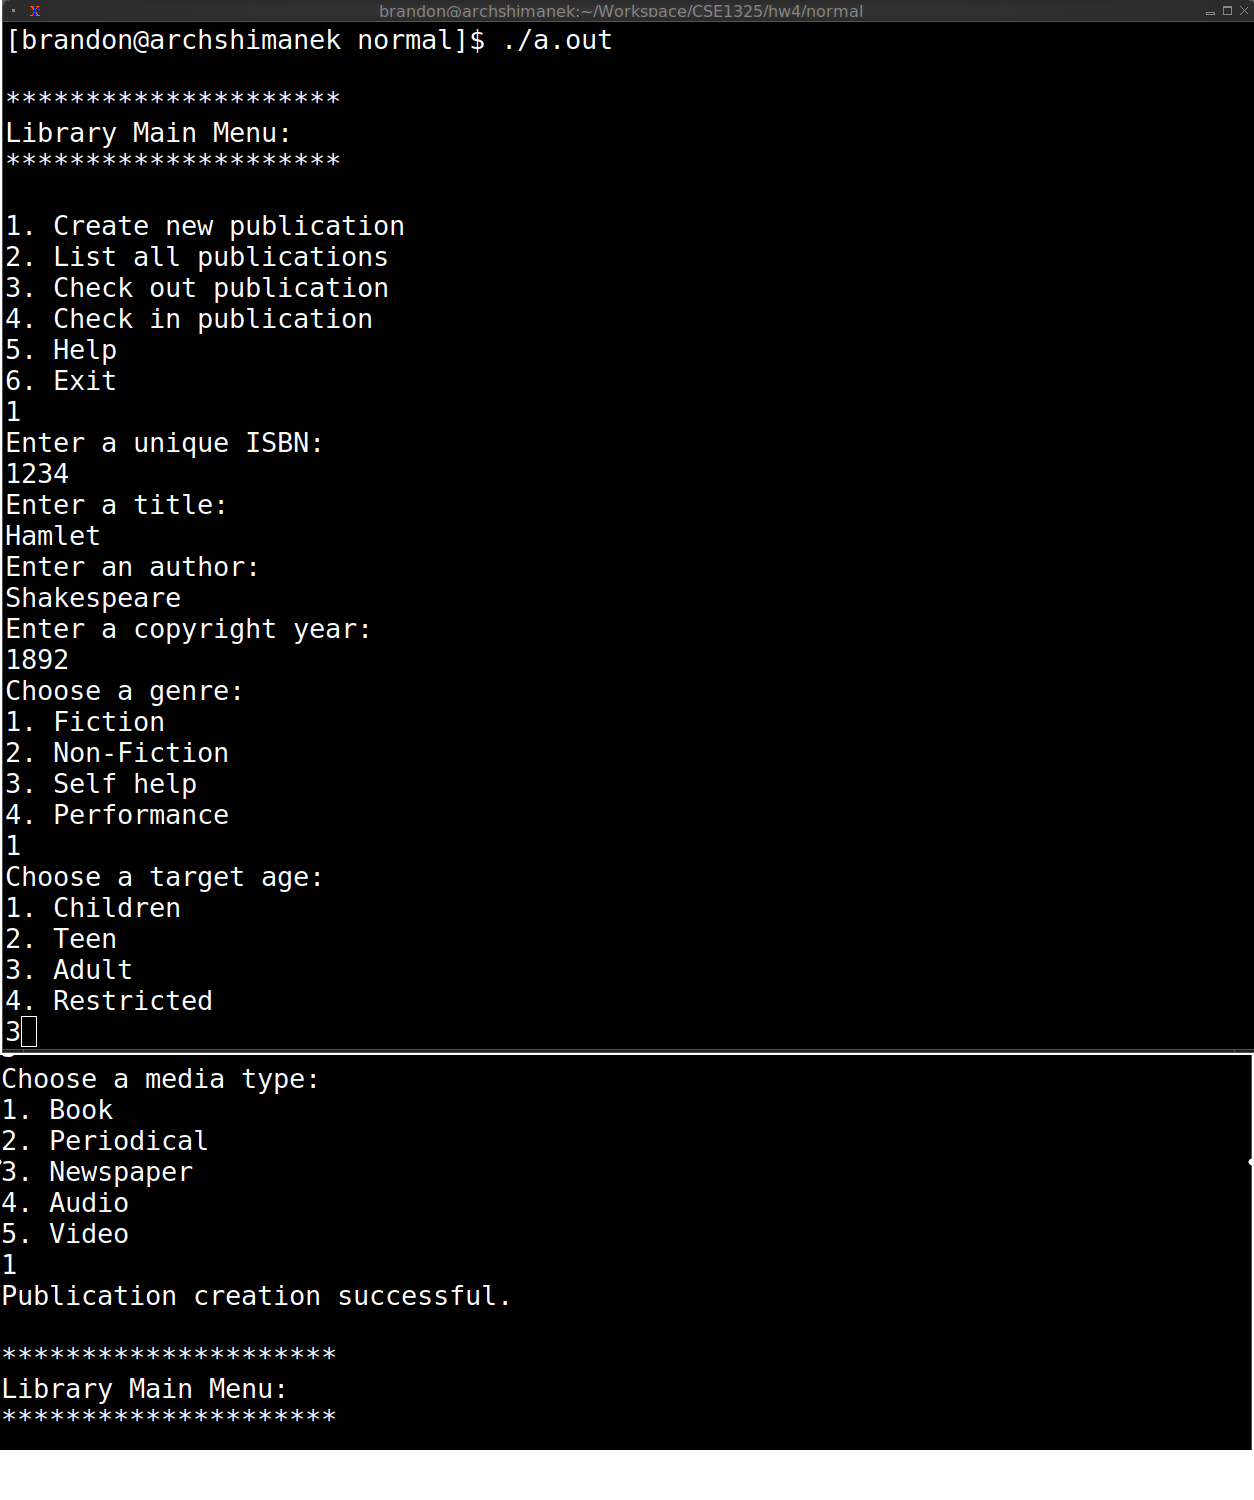 brandon@archshimanek:~/Workspace/CSE1325/hw4/normal
[brandon@archshimanek normal]$ ./a.out
*********************
Library Main Menu:
*********************
1. Create new publication
2. List all publications
3. Check out publication
4. Check in publication
5. Help
6. Exit
1
Enter a unique ISBN:
1234
Enter a title:
Hamlet
Enter an author:
Shakespeare
Enter a copyright year:
1892
Choose a genre:
1. Fiction
2. Non-Fiction
3. Self help
4. Performance
1
Choose a target age:
1. Children
2. Teen
3. Adult
4. Restricted
3
Choose a media type:
1. Book
2. Periodical
3. Newspaper
4. Audio
5. Video
1
Publication creation successful.
*********************
Library Main Menu:
*********************